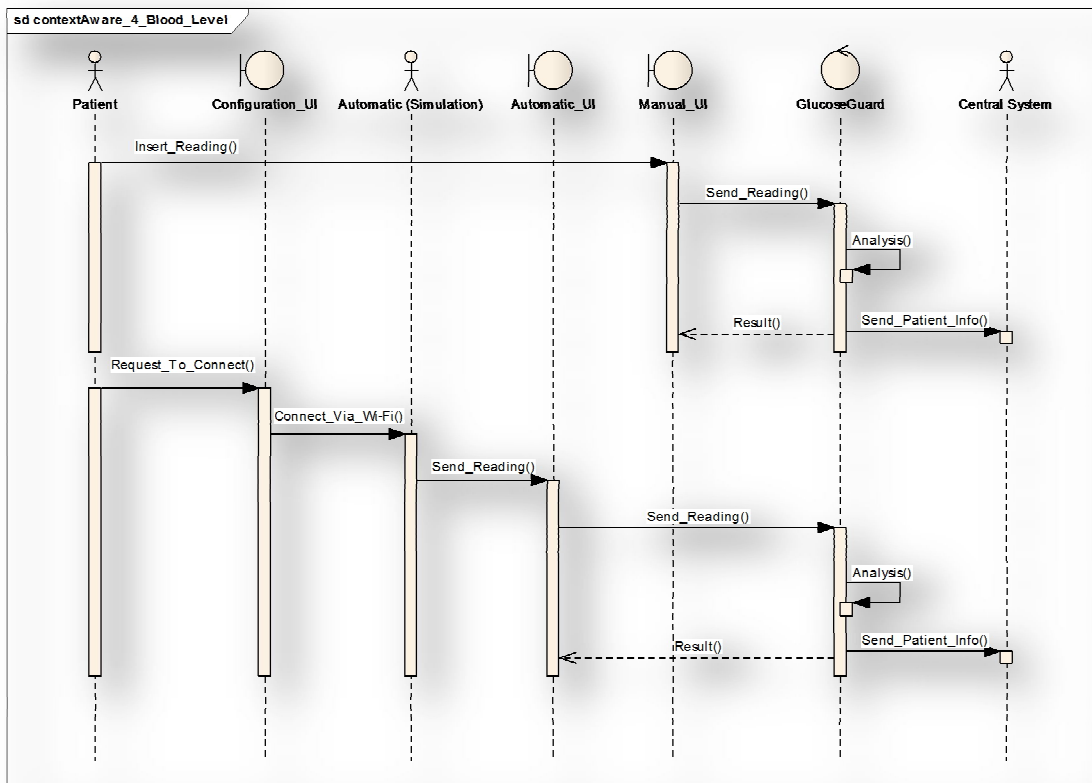 sd contextAware_4_Blood_Level
Patient
Configuration_UI
Automatic (Simulation)
Automatic_UI
Manual_UI
GlucoseGuard
Central System
Insert_Reading()
Send_Reading()
Analysis()
Send_Patient_Info()
Result()
Request_To_Connect()
Connect_Via_Wi-Fi()
Send_Reading()
Send_Reading()
Analysis()
Send_Patient_Info()
Result()